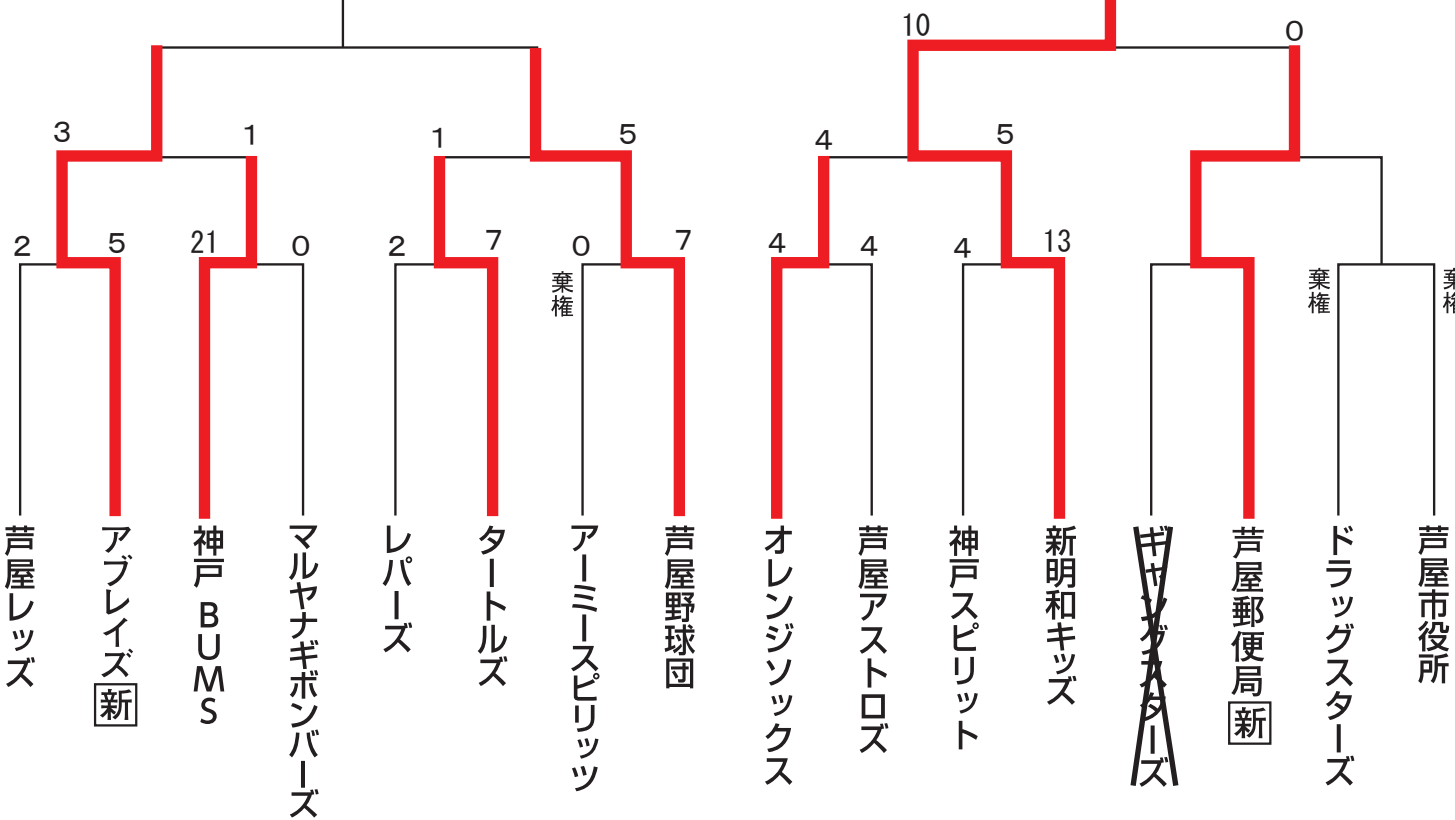 10 0
3 1 1 5 4 5
2 5 21 0 2 7 0 7 4 4 4 13
棄権
棄権
芦屋レッズ
アブレイズ 新
神戸 BUMS
マルヤナギボンバーズ
レパーズ
タートルズ
アーミースピリッツ
芦屋野球団
オレンジソックス
芦屋アストロズ
神戸スピリット
新明和キッズ
ギャングスターズ
芦屋郵便局 新
ドラッグスターズ
芦屋市役所